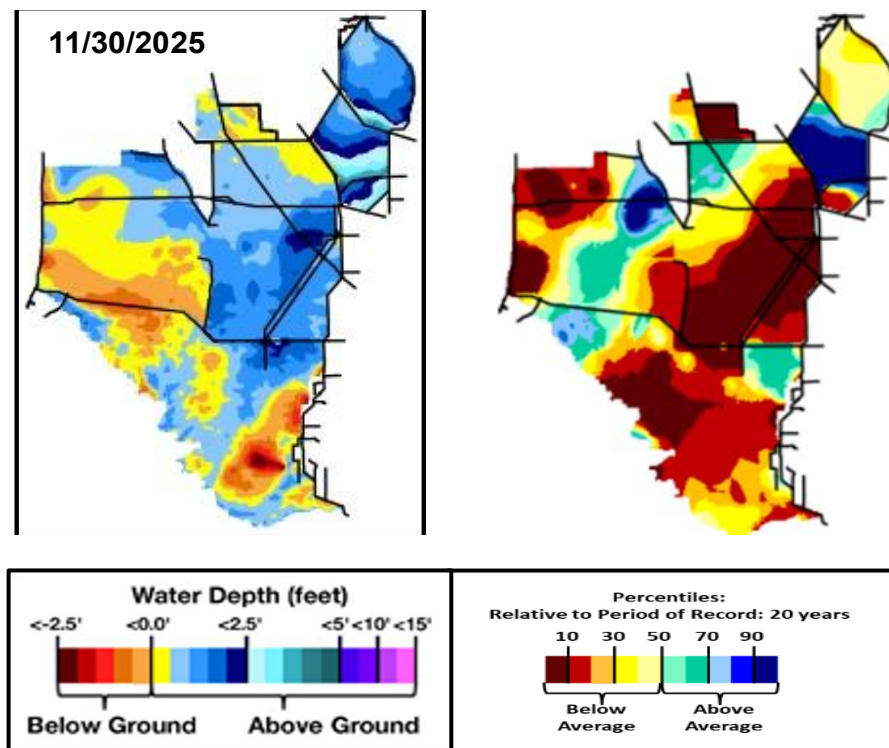 11/30/2025
Water Depth (feet)
<-2.5' <0.0' <2.5' <5' <10' <15'
Below Ground Above Ground
Percentiles:
Relative to Period of Record: 20 years
10 30 50 70 90
Below Above
Average Average